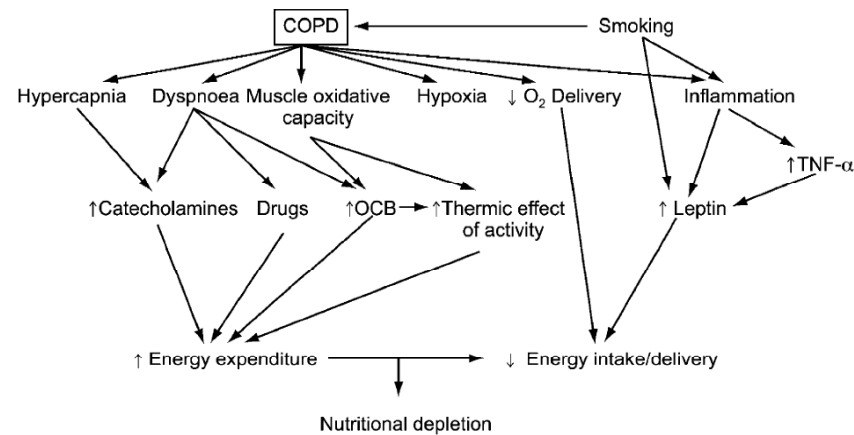 COPD Smoking
Hypercapnia Dyspnoea Muscle oxidative capacity Hypoxia ↓ O₂ Delivery Inflammation
↑TNF-α
↑Catecholamines Drugs ↑OCB ↑Thermic effect of activity ↑ Leptin
↑ Energy expenditure ↓ Energy intake/delivery
Nutritional depletion